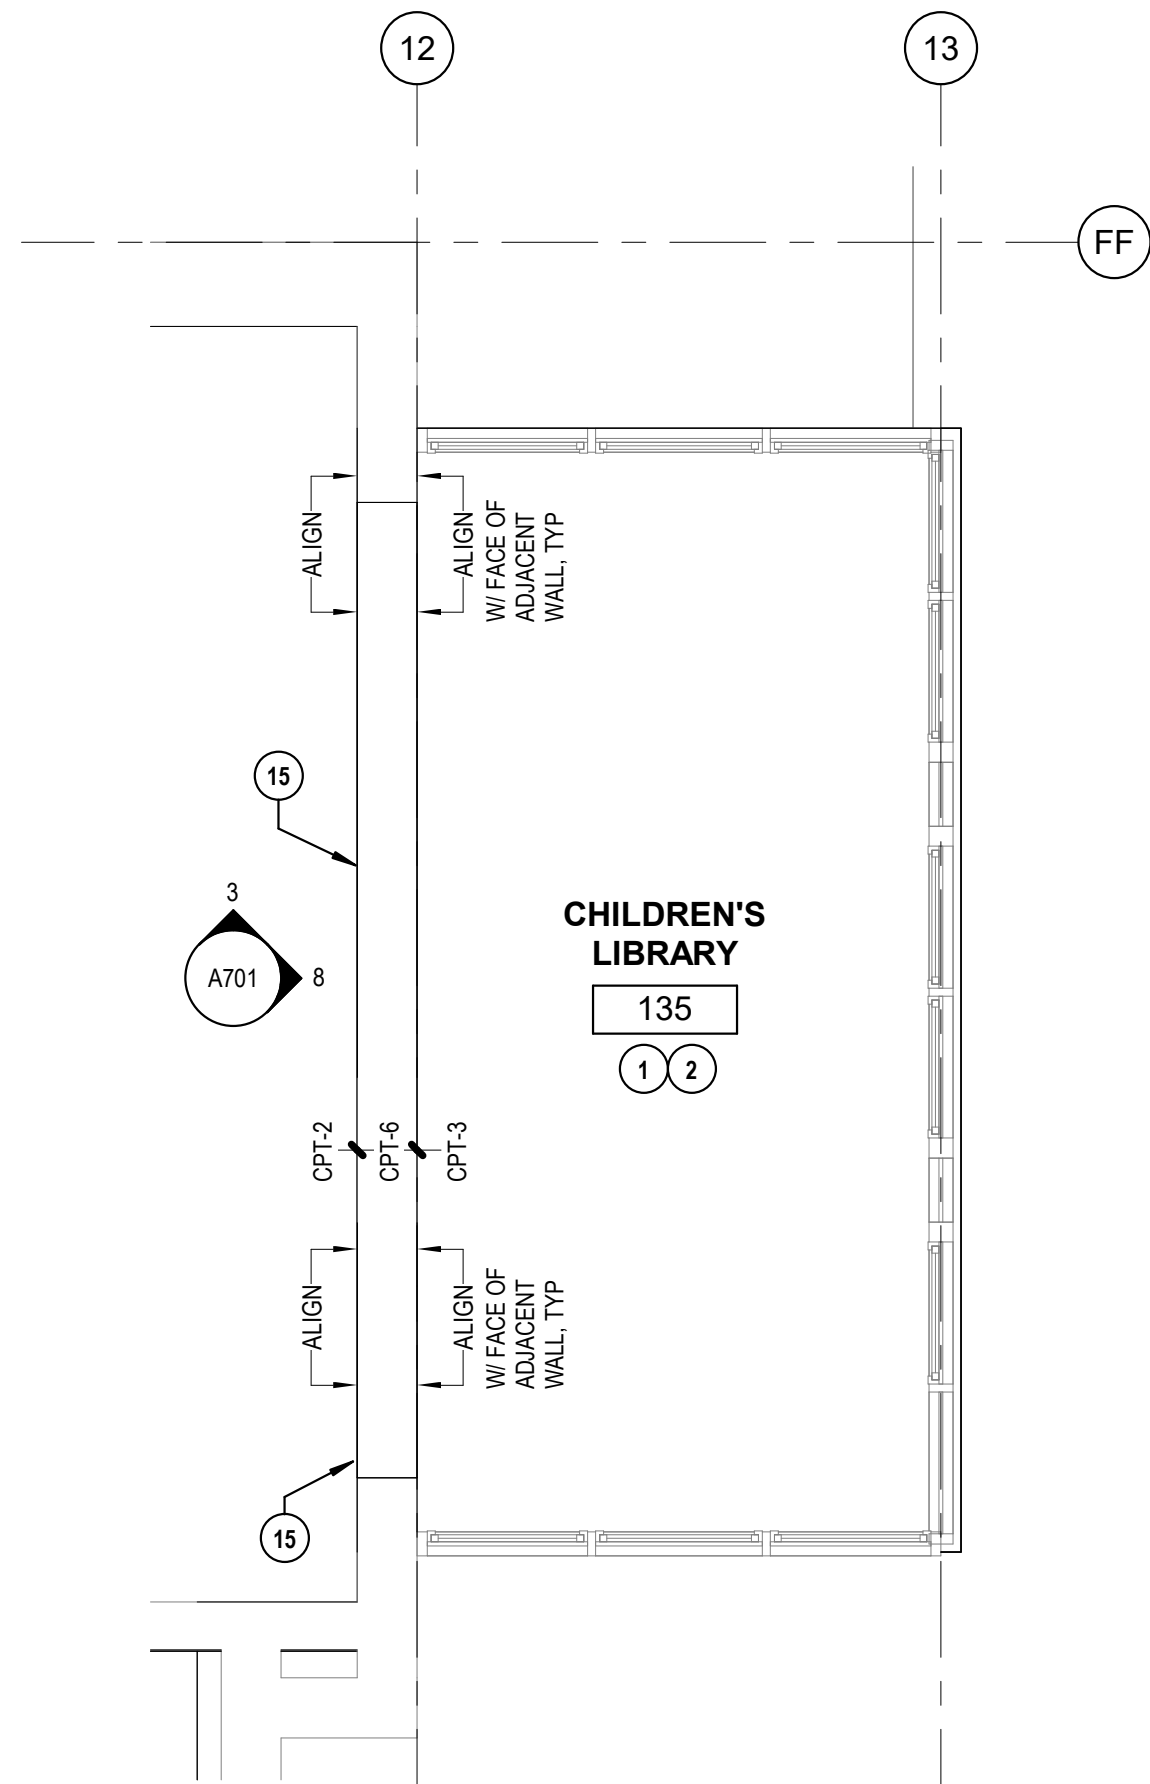 12
13
FF
ALIGN
ALIGN
W/ FACE OF
ADJACENT
WALL, TYP
15
3
A701
8
CHILDREN'S
LIBRARY
135
1
2
CPT-2
CPT-6
CPT-3
ALIGN
ALIGN
W/ FACE OF
ADJACENT
WALL, TYP
15